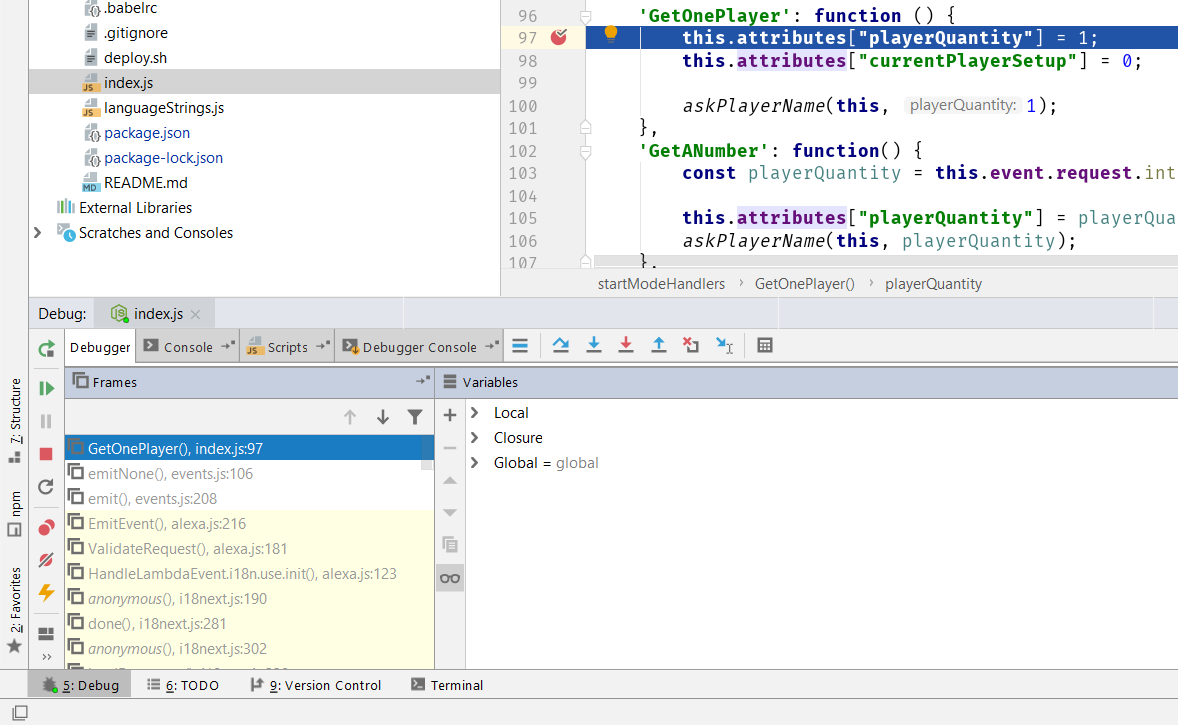 .babelrc
.gitignore
deploy.sh
index.js
languageStrings.js
package.json
package-lock.json
README.md
External Libraries
Scratches and Consoles
96 'GetOnePlayer': function () {
97 this.attributes["playerQuantity"] = 1;
98 this.attributes["currentPlayerSetup"] = 0;
99
100 askPlayerName(this, playerQuantity: 1);
101 },
102 'GetANumber': function() {
103 const playerQuantity = this.event.request.int
104
105 this.attributes["playerQuantity"] = playerQua
106 askPlayerName(this, playerQuantity);
107 },
startModeHandlers GetOnePlayer() playerQuantity
Debug: index.js
Debugger Console Scripts Debugger Console
Frames
Variables
GetOnePlayer(), index.js:97
emitNone(), events.js:106
emit(), events.js:208
EmitEvent(), alexa.js:216
ValidateRequest(), alexa.js:181
HandleLambdaEvent.i18n.use.init(), alexa.js:123
anonymous(), i18next.js:190
done(), i18next.js:281
anonymous(), i18next.js:302
Local
Closure
Global = global
7: Structure
npm
2: Favorites
5: Debug 6: TODO 9: Version Control Terminal